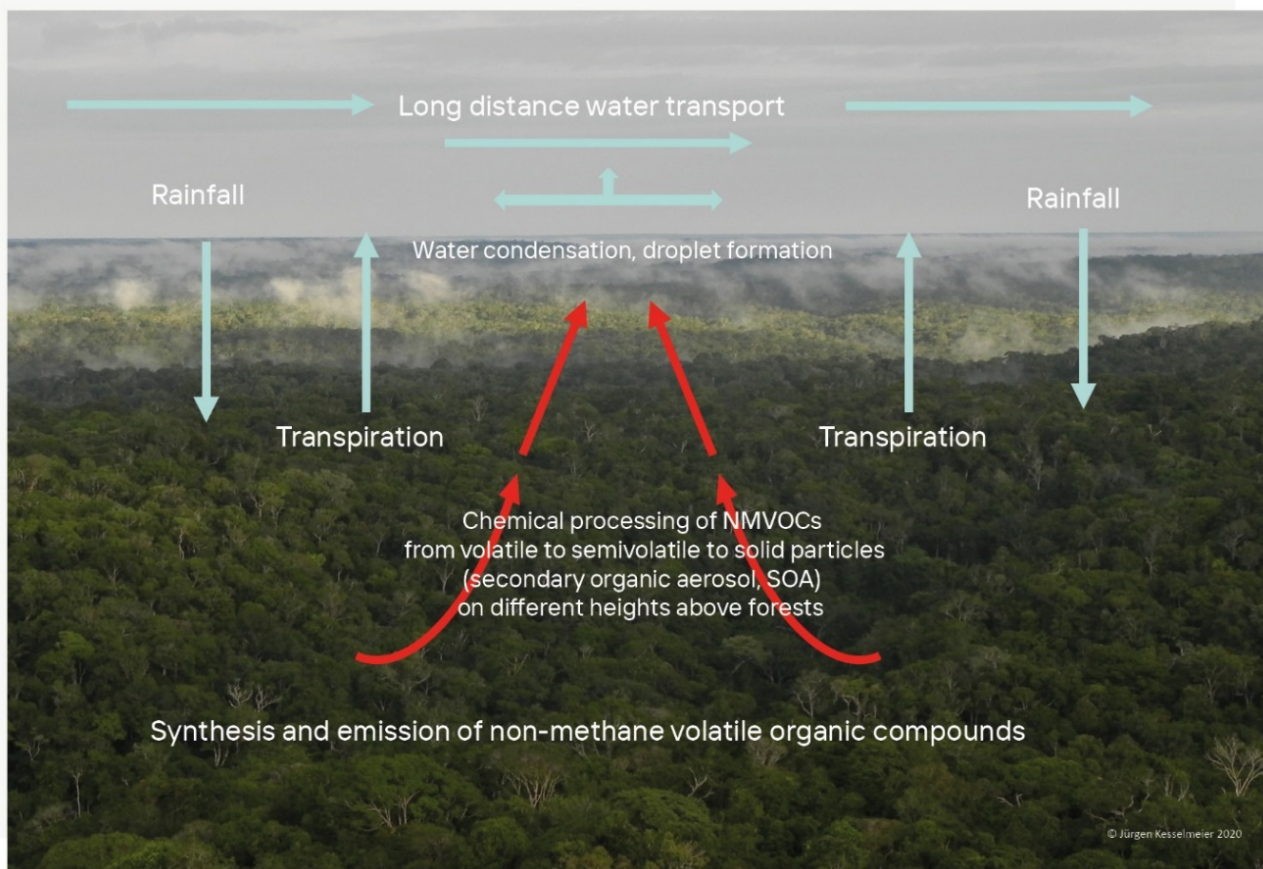 Long distance water transport
Rainfall
Rainfall
Water condensation, droplet formation
Transpiration
Transpiration
Chemical processing of NMVOCs
from volatile to semivolatile to solid particles
(secondary organic aerosol, SOA)
on different heights above forests
Synthesis and emission of non-methane volatile organic compounds
© Jürgen Kesselmeier 2020